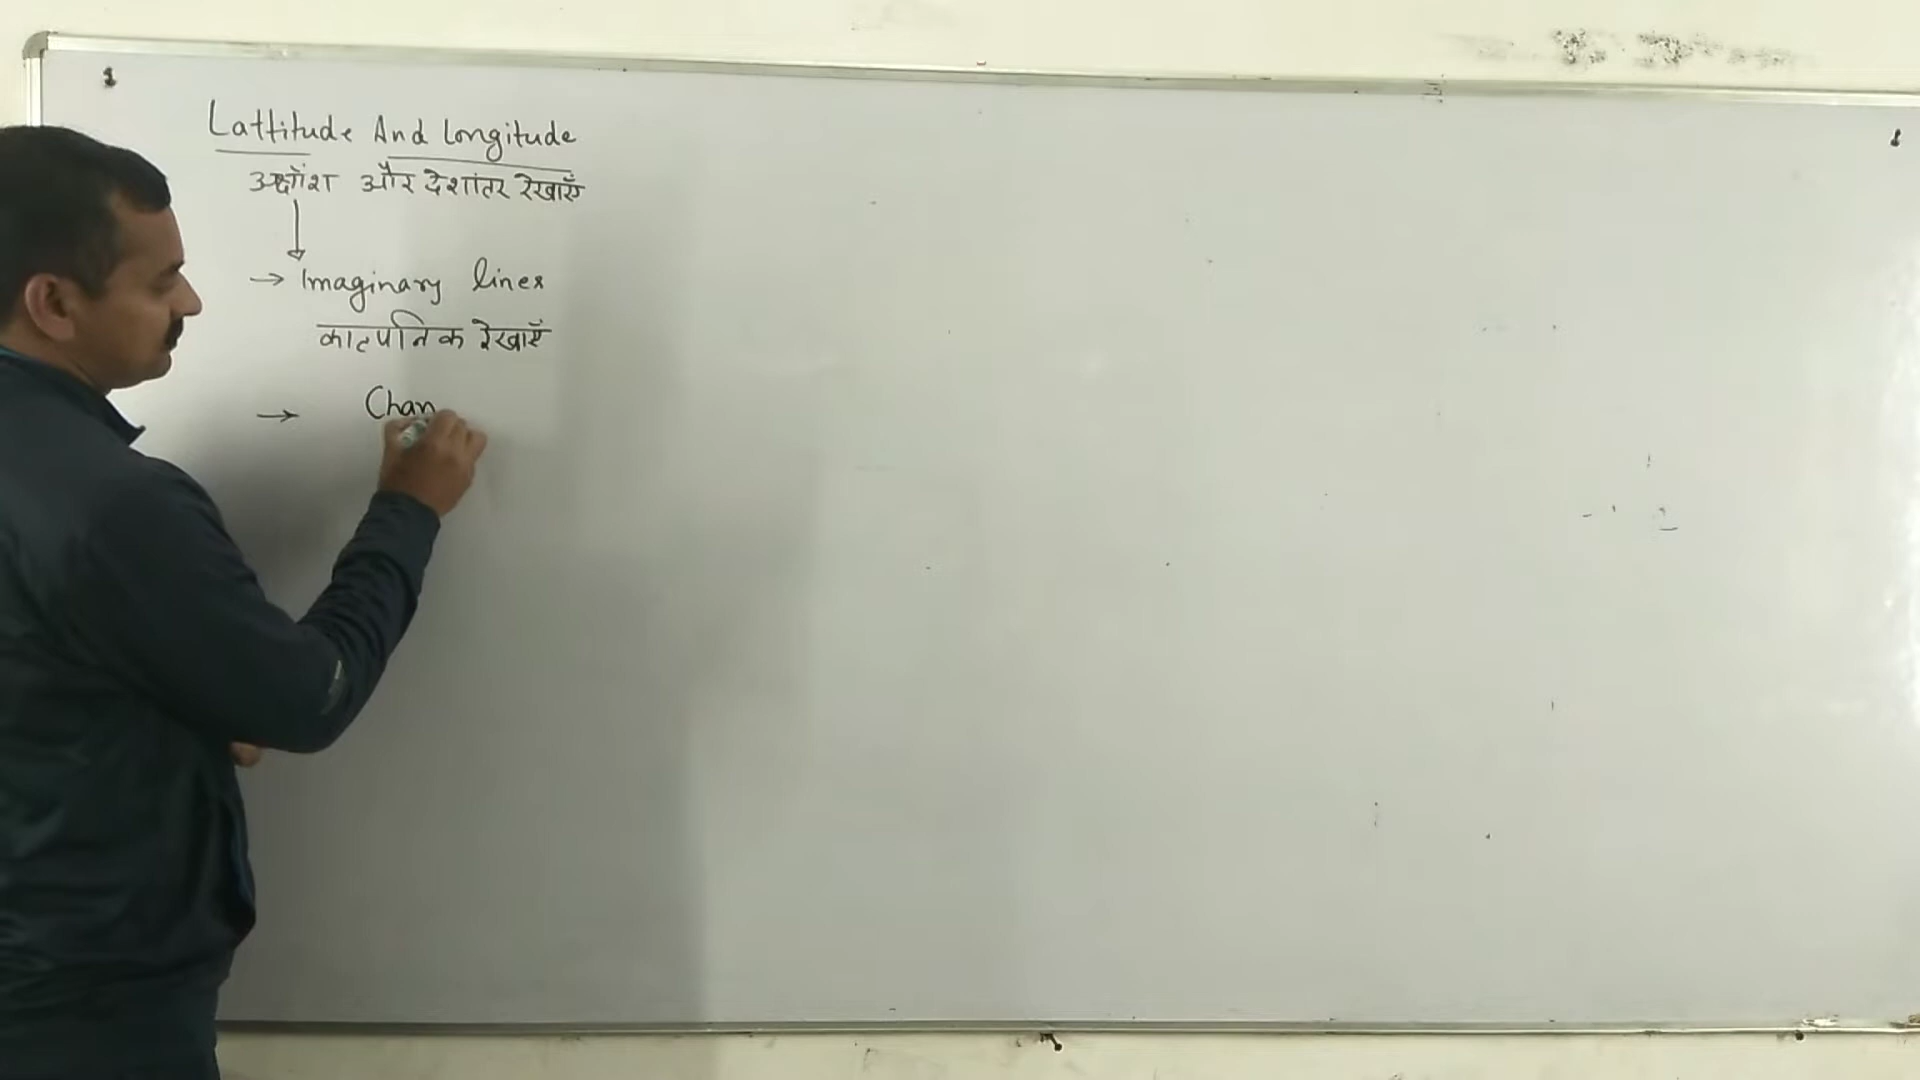 Lattitude And Longitude
अक्षाँश और देशांतर रेखाएँ
→ Imaginary lines
काल्पनिक रेखाएँ
→ Chan